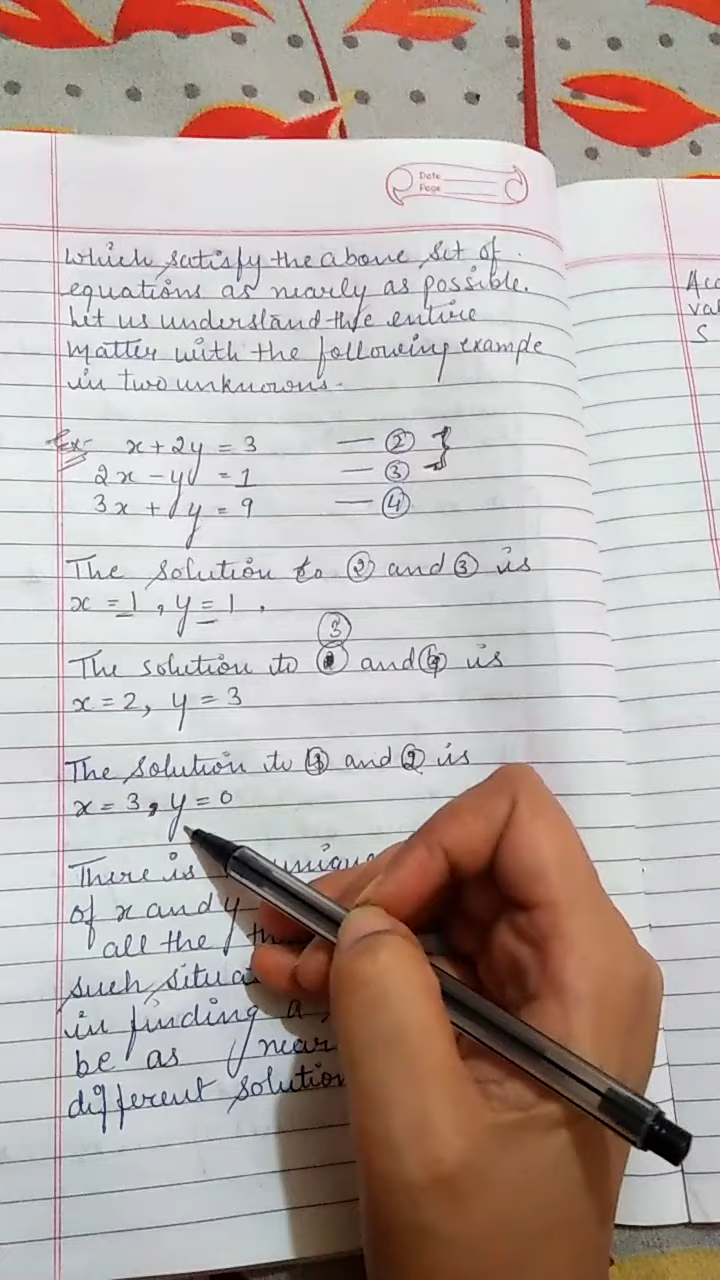 Date
Page
which satisfy the above set of
equations as nearly as possible.
Let us understand the entire
matter with the following example
in two unknowns.
Ex- x + 2y = 3 — ②
2x - y = 1 — ③
3x + y = 9 — ④
The solution to ② and ③ is
x = 1, y = 1.
③
The solution to and ④ is
x = 2, y = 3
The solution to ④ and ② is
x = 3, y = 0
There is unique
of x and y
all the
such situa
in finding a
be as near
different solution
Acc
val
S